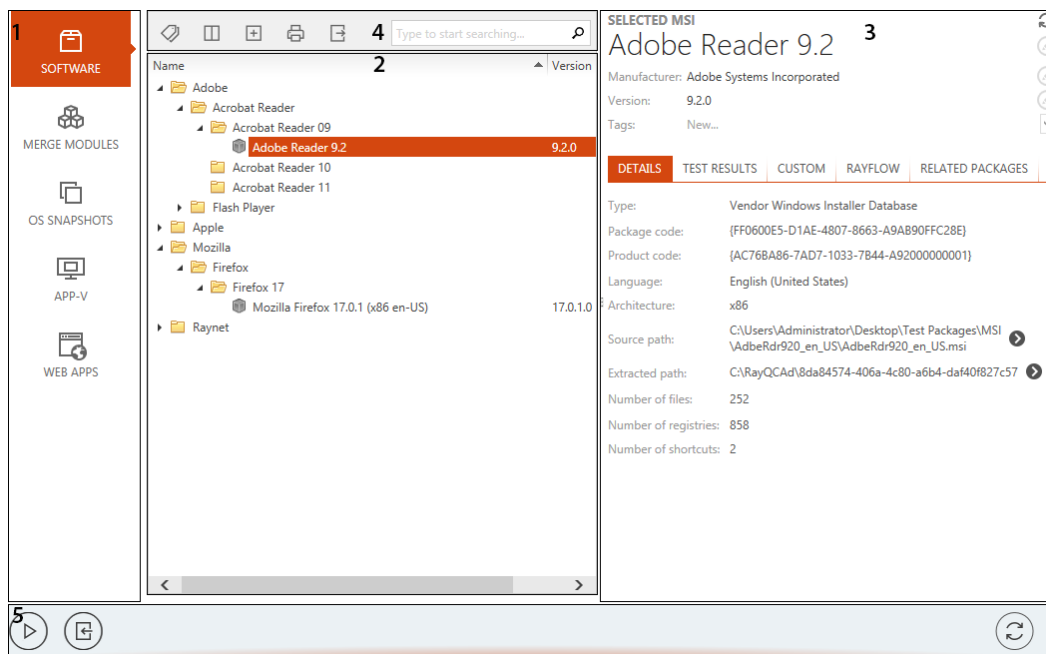 1
SOFTWARE
MERGE MODULES
OS SNAPSHOTS
APP-V
WEB APPS
4
Type to start searching...
2
Name Version
Adobe
Acrobat Reader
Acrobat Reader 09
Adobe Reader 9.2 9.2.0
Acrobat Reader 10
Acrobat Reader 11
Flash Player
Apple
Mozilla
Firefox
Firefox 17
Mozilla Firefox 17.0.1 (x86 en-US) 17.0.1.0
Raynet
SELECTED MSI
Adobe Reader 9.2
3
Manufacturer: Adobe Systems Incorporated
Version: 9.2.0
Tags: New...
DETAILS TEST RESULTS CUSTOM RAYFLOW RELATED PACKAGES
Type: Vendor Windows Installer Database
Package code: {FF0600E5-D1AE-4807-8663-A9AB90FFC28E}
Product code: {AC76BA86-7AD7-1033-7B44-A92000000001}
Language: English (United States)
Architecture: x86
Source path: C:\Users\Administrator\Desktop\Test Packages\MSI
\AdbeRdr920_en_US\AdbeRdr920_en_US.msi
Extracted path: C:\RayQCAd\8da84574-406a-4c80-a6b4-daf40f827c57
Number of files: 252
Number of registries: 858
Number of shortcuts: 2
5